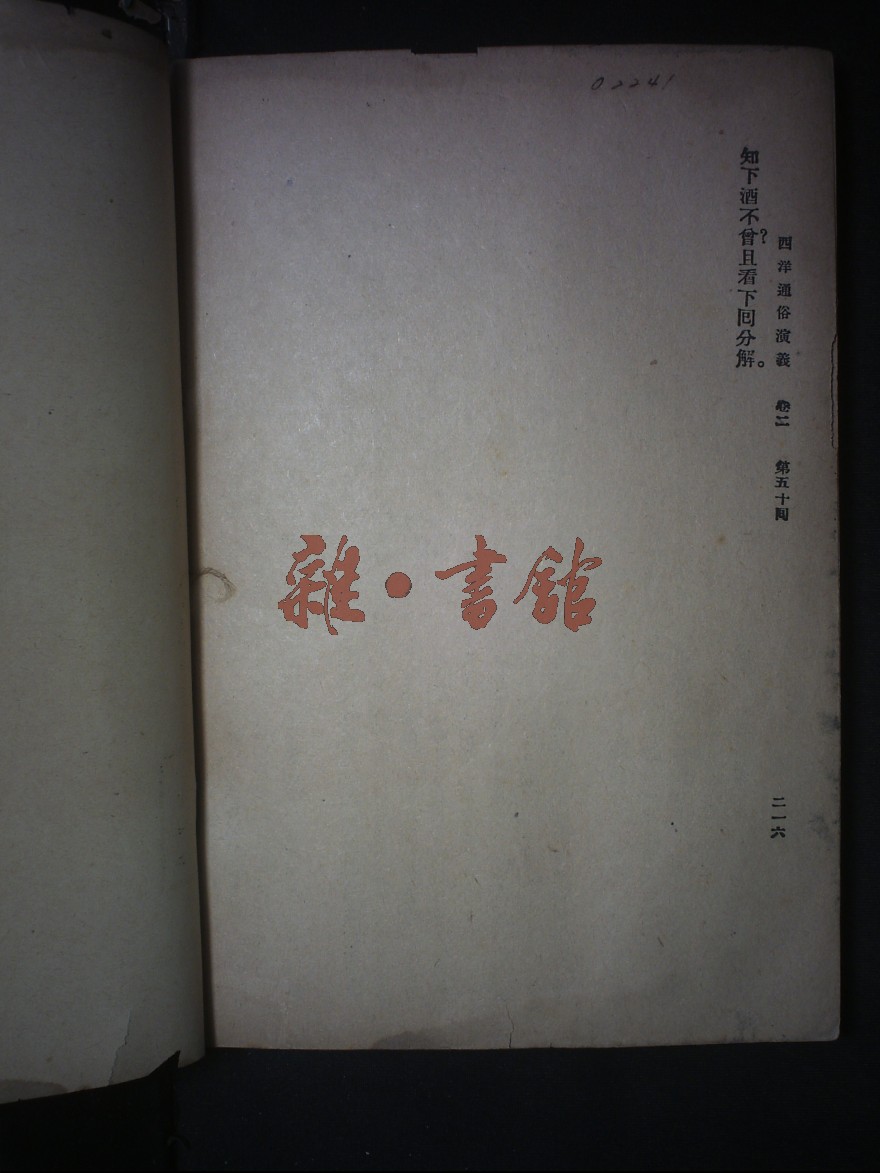 02241
西洋通俗演義 卷二 第五十回
二一六
知下酒不曾?且看下回分解。
雜·書館